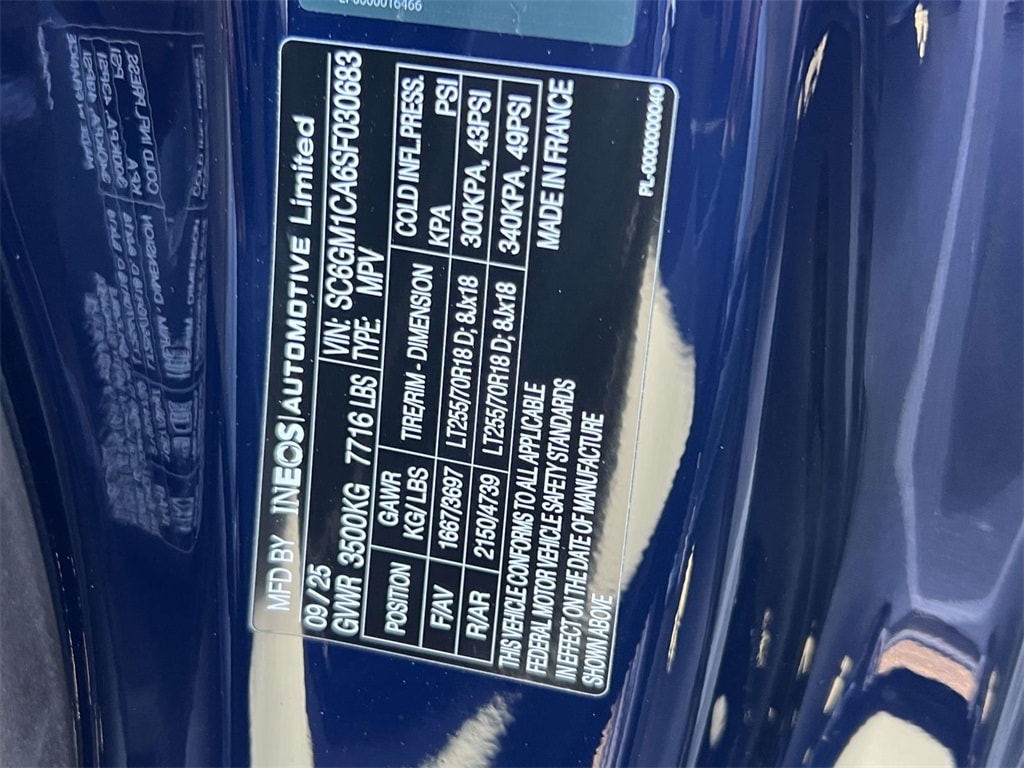 MFD BY INEOS|AUTOMOTIVE Limited
09/25 VIN: SC6GM1CA6SF030683
GVWR 3500KG 7716 LBS TYPE: MPV
POSITION GAWR KG/LBS TIRE/RIM - DIMENSION COLD INFL.PRESS. KPA PSI
F/AV 1667/3697 LT255/70R18 D; 8Jx18 300KPA, 43PSI
R/AR 2150/4739 LT255/70R18 D; 8Jx18 340KPA, 49PSI
THIS VEHICLE CONFORMS TO ALL APPLICABLE
FEDERAL MOTOR VEHICLE SAFETY STANDARDS
IN EFFECT ON THE DATE OF MANUFACTURE
SHOWN ABOVE
MADE IN FRANCE
PL-0000000040